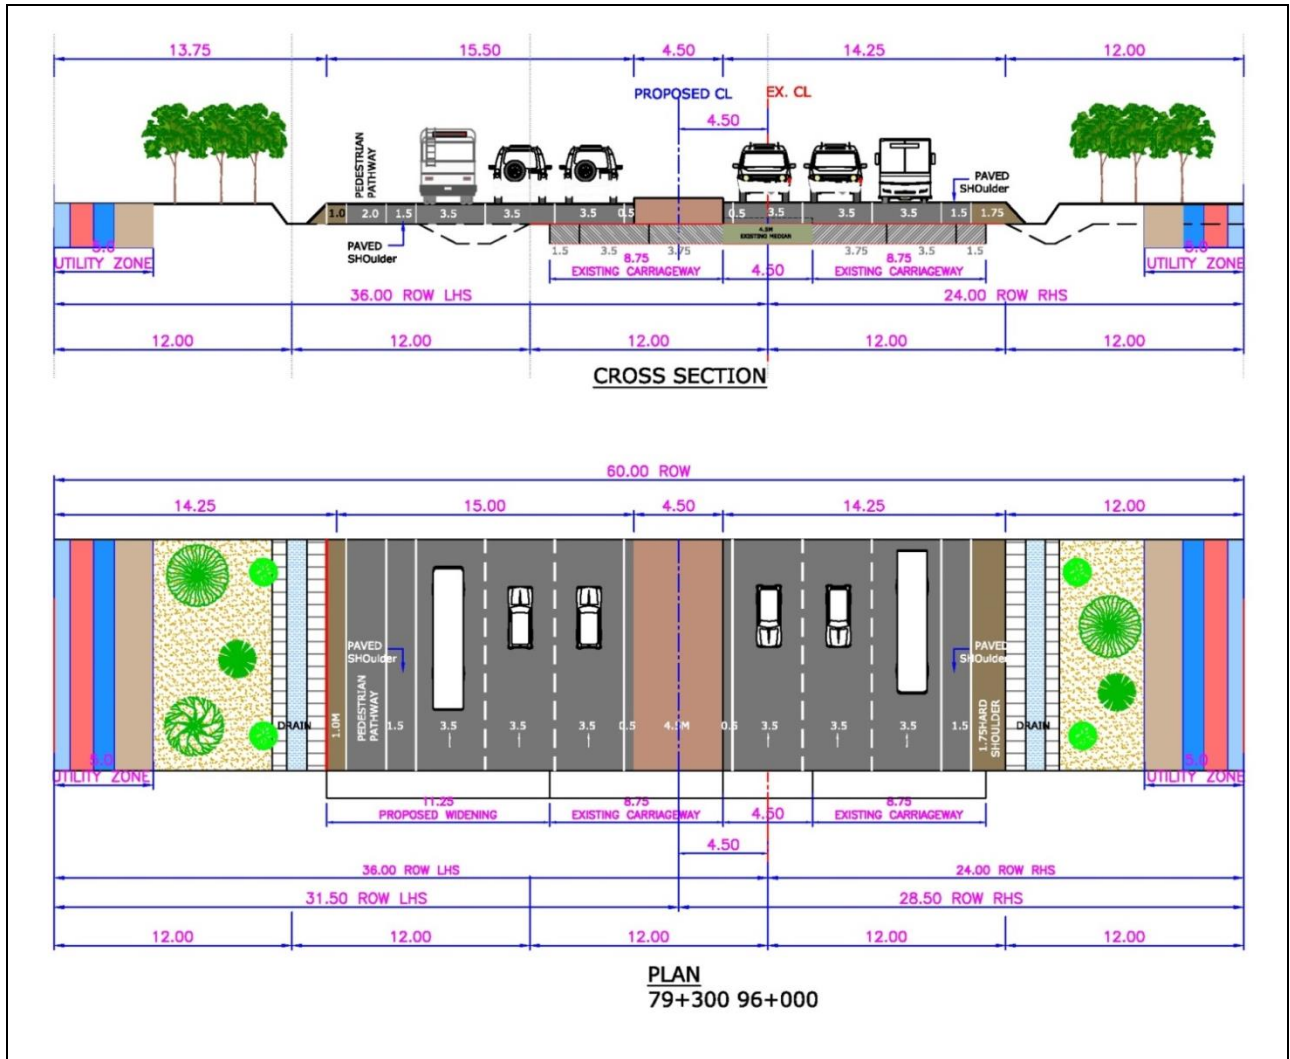 13.75 15.50 4.50 14.25 12.00
PROPOSED CL EX. CL
4.50
PEDESTRIAN
PATHWAY
PAVED
SHOulder
1.0 2.0 1.5 3.5 3.5 3.5 0.5 0.5 3.5 3.5 3.5 1.5 1.75
PAVED
SHOulder
4.5M
EXISTING MEDIAN
5.0
UTILITY ZONE
1.5 3.5 3.75 3.75 3.5 1.5
8.75
EXISTING CARRIAGEWAY
4.50
8.75
EXISTING CARRIAGEWAY
5.0
UTILITY ZONE
36.00 ROW LHS 24.00 ROW RHS
12.00 12.00 12.00 12.00 12.00
CROSS SECTION
60.00 ROW
14.25 15.00 4.50 14.25 12.00
PAVED
SHOulder
PAVED
SHOulder
DRAIN
1.0M
PEDESTRIAN
PATHWAY
1.5 3.5 3.5 3.5 0.5 4.5M 0.5 3.5 3.5 3.5 1.5
1.75HARD
SHOULDER
DRAIN
5.0
UTILITY ZONE
11.25
PROPOSED WIDENING
8.75
EXISTING CARRIAGEWAY
4.50
8.75
EXISTING CARRIAGEWAY
5.0
UTILITY ZONE
4.50
36.00 ROW LHS 24.00 ROW RHS
31.50 ROW LHS 28.50 ROW RHS
12.00 12.00 12.00 12.00 12.00
PLAN
79+300 96+000